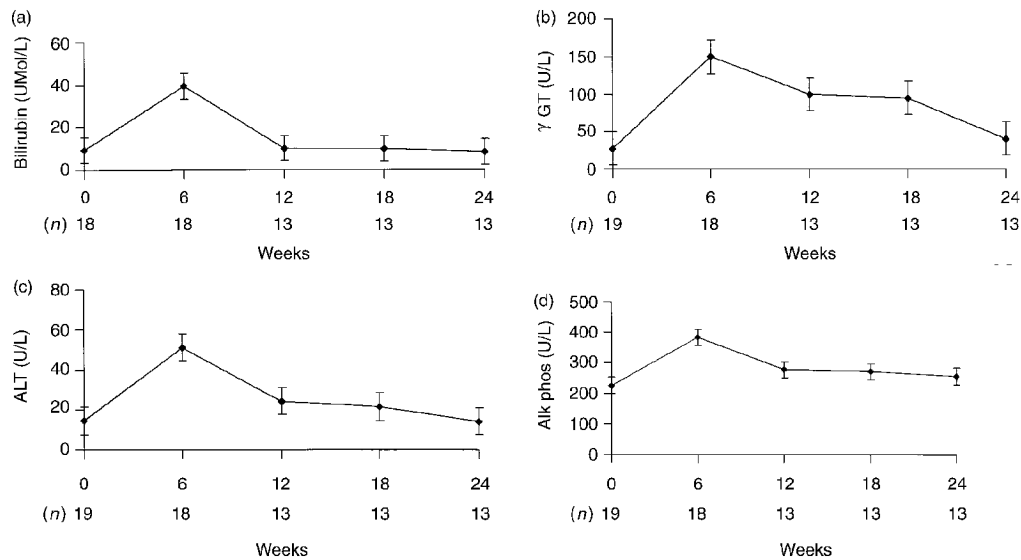 (a)
Bilirubin (UMol/L)
60
40
20
0
0 6 12 18 24
(n) 18 18 13 13 13
Weeks
(b)
γ GT (U/L)
200
150
100
50
0
0 6 12 18 24
(n) 19 18 13 13 13
Weeks
(c)
ALT (U/L)
80
60
40
20
0
0 6 12 18 24
(n) 19 18 13 13 13
Weeks
(d)
Alk phos (U/L)
500
400
300
200
100
0
0 6 12 18 24
(n) 19 18 13 13 13
Weeks